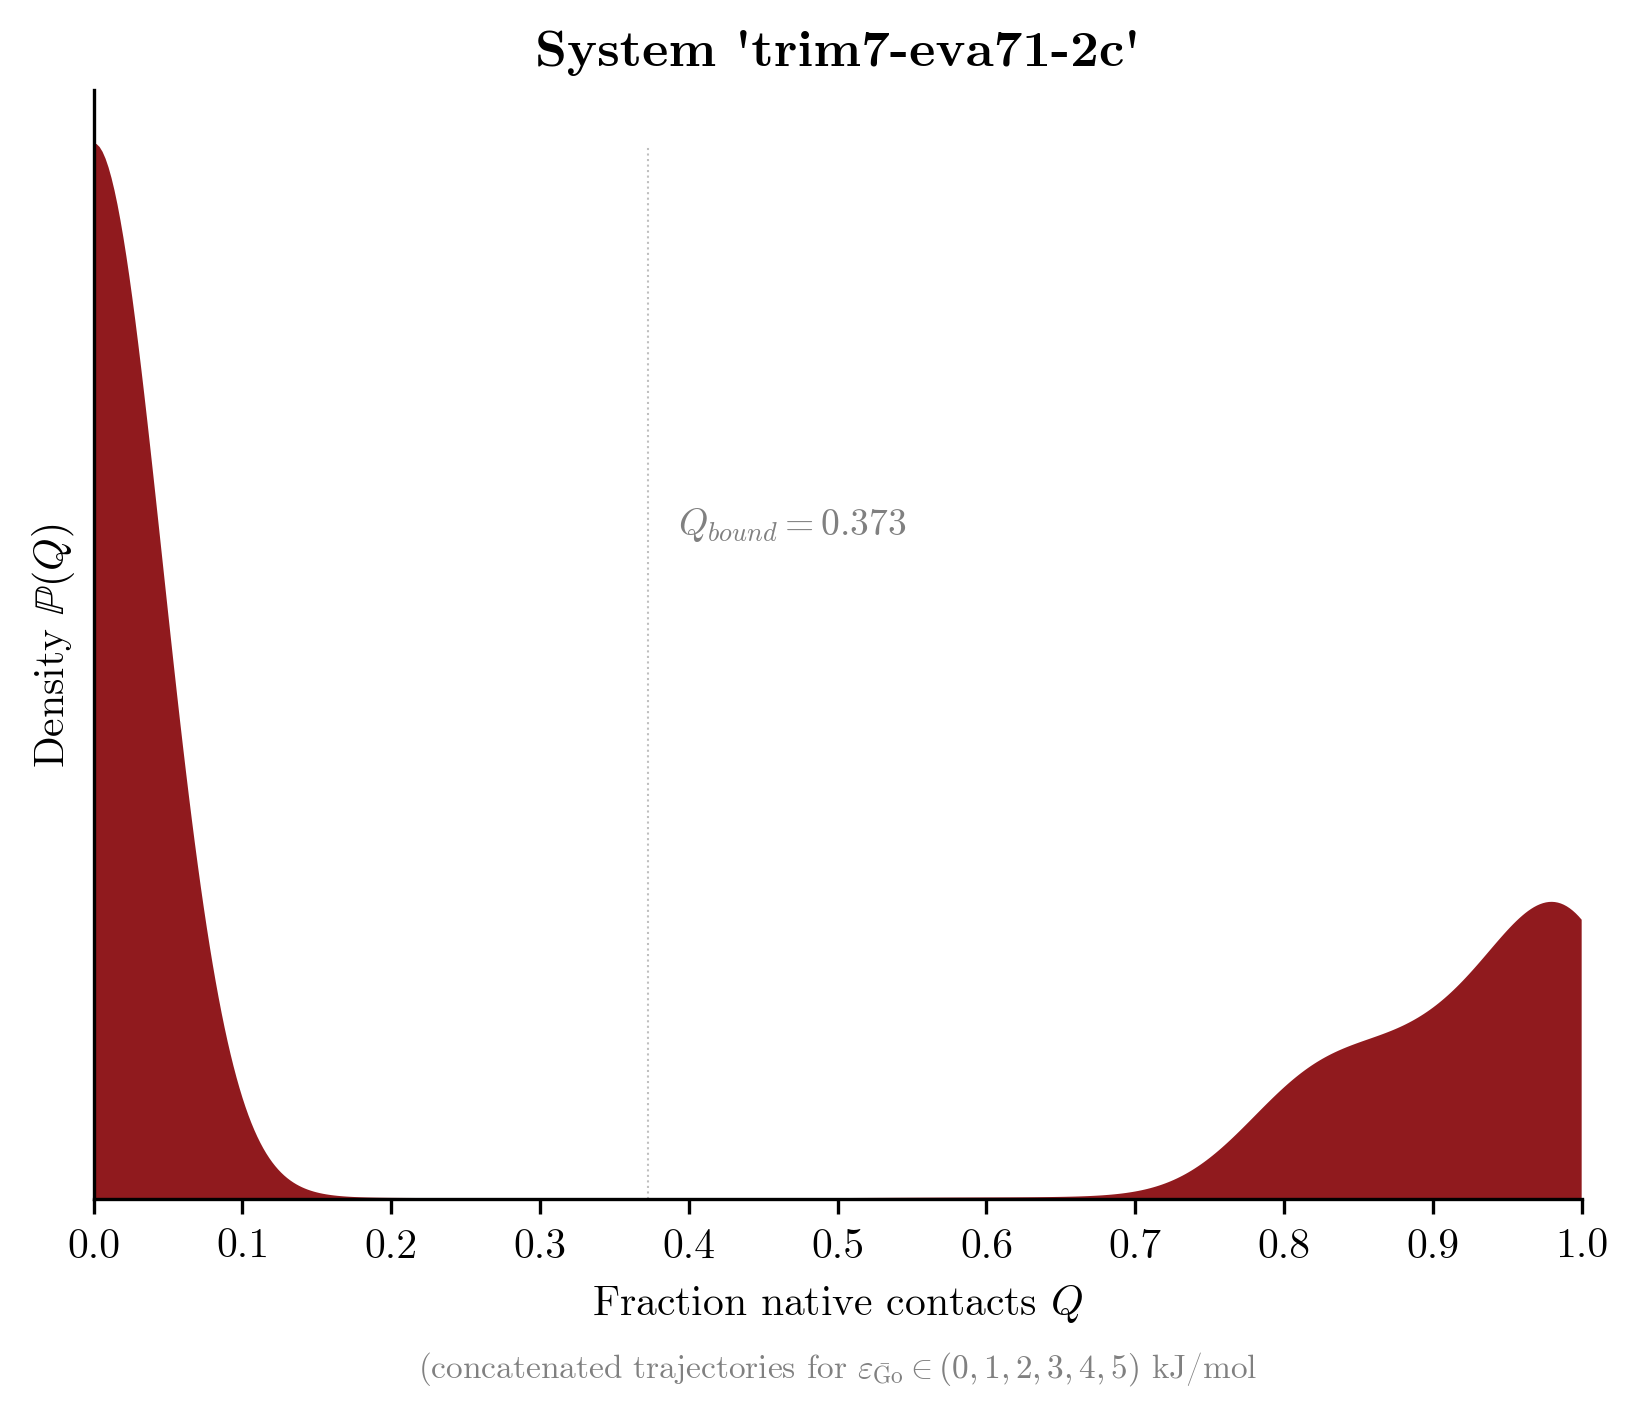 System 'trim7-eva71-2c'
Density ℙ(Q)
Q_bound = 0.373
0.0 0.1 0.2 0.3 0.4 0.5 0.6 0.7 0.8 0.9 1.0
Fraction native contacts Q
(concatenated trajectories for ε_Ḡo ∈ (0, 1, 2, 3, 4, 5) kJ/mol